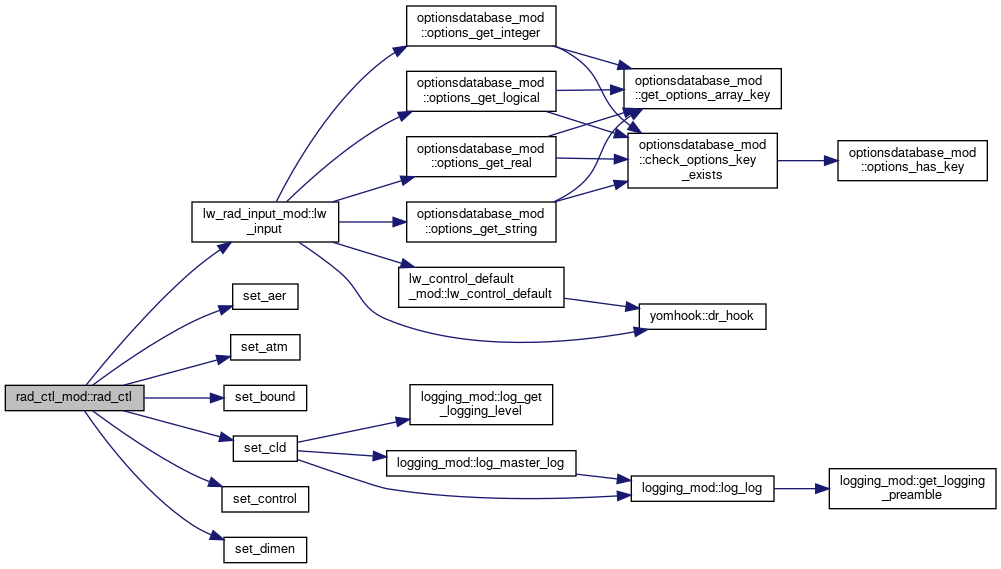 rad_ctl_mod::rad_ctl
lw_rad_input_mod::lw
_input
set_aer
set_atm
set_bound
set_cld
set_control
set_dimen
optionsdatabase_mod
::options_get_integer
optionsdatabase_mod
::options_get_logical
optionsdatabase_mod
::options_get_real
optionsdatabase_mod
::options_get_string
lw_control_default
_mod::lw_control_default
logging_mod::log_get
_logging_level
logging_mod::log_master_log
optionsdatabase_mod
::get_options_array_key
optionsdatabase_mod
::check_options_key
_exists
yomhook::dr_hook
logging_mod::log_log
optionsdatabase_mod
::options_has_key
logging_mod::get_logging
_preamble